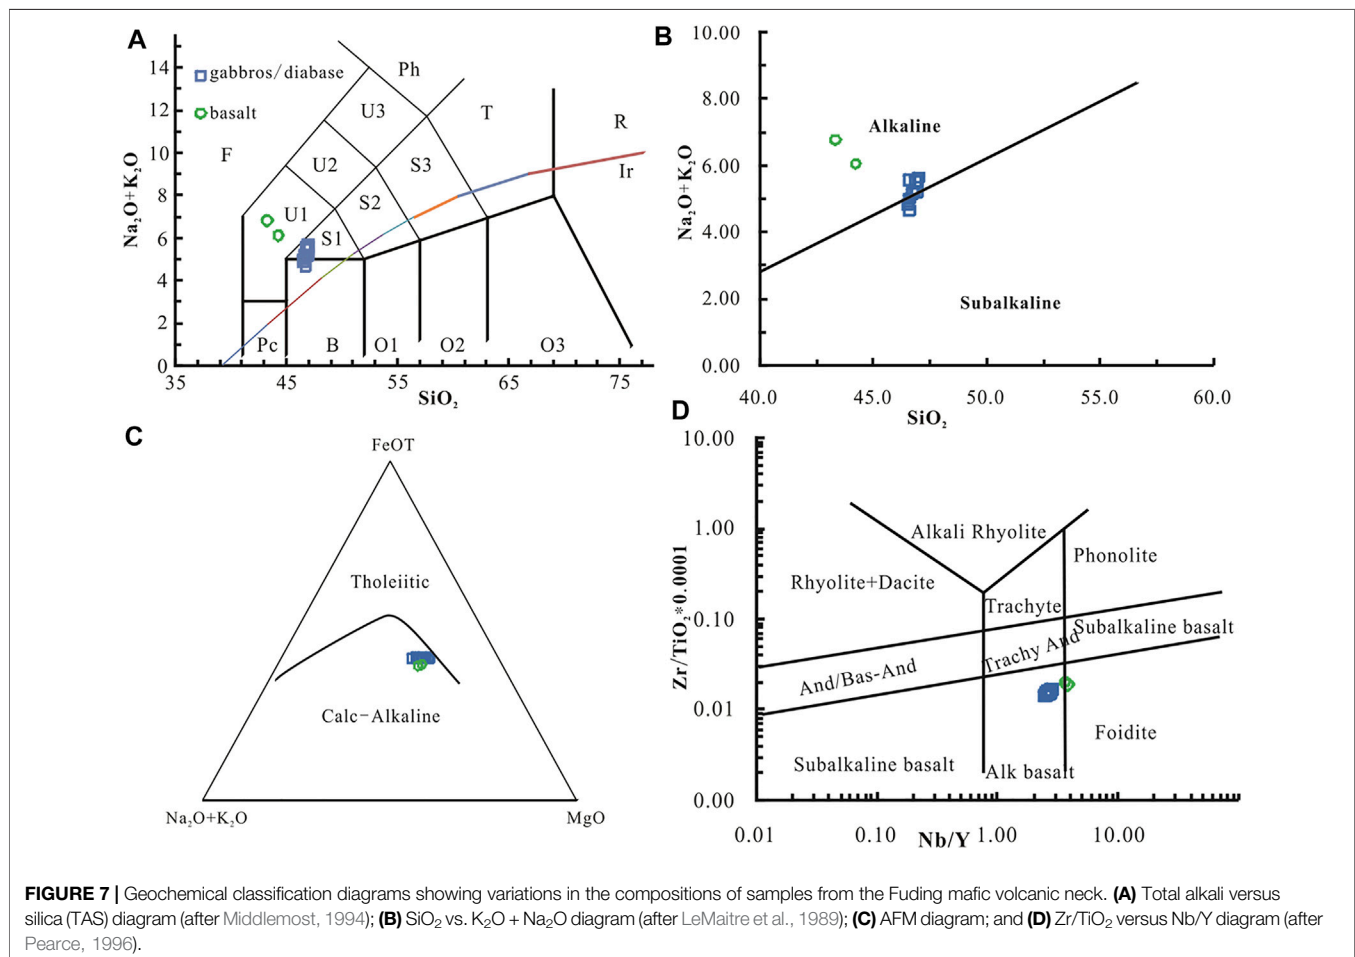 A
B
gabbros/diabase
basalt
Na₂O+K₂O
14
12
10
8
6
4
2
0
F
Ph
U3
T
R
U2
S3
Ir
U1
S2
S1
Pc
B
O1
O2
O3
35
45
55
65
75
SiO₂
10.00
8.00
6.00
4.00
2.00
0.00
Na₂O+K₂O
Alkaline
Subalkaline
40.0
45.0
50.0
55.0
60.0
SiO₂
C
FeOT
Tholeiitic
Calc-Alkaline
Na₂O+K₂O
MgO
D
10.00
1.00
0.10
0.01
0.00
Zr/TiO₂*0.0001
Alkali Rhyolite
Phonolite
Rhyolite+Dacite
Trachyte
Subalkaline basalt
Trachy And
And/Bas-And
Foidite
Subalkaline basalt
Alk basalt
0.01
0.10
Nb/Y
1.00
10.00
FIGURE 7 | Geochemical classification diagrams showing variations in the compositions of samples from the Fuding mafic volcanic neck. (A) Total alkali versus
silica (TAS) diagram (after Middlemost, 1994); (B) SiO₂ vs. K₂O + Na₂O diagram (after LeMaitre et al., 1989); (C) AFM diagram; and (D) Zr/TiO₂ versus Nb/Y diagram (after
Pearce, 1996).